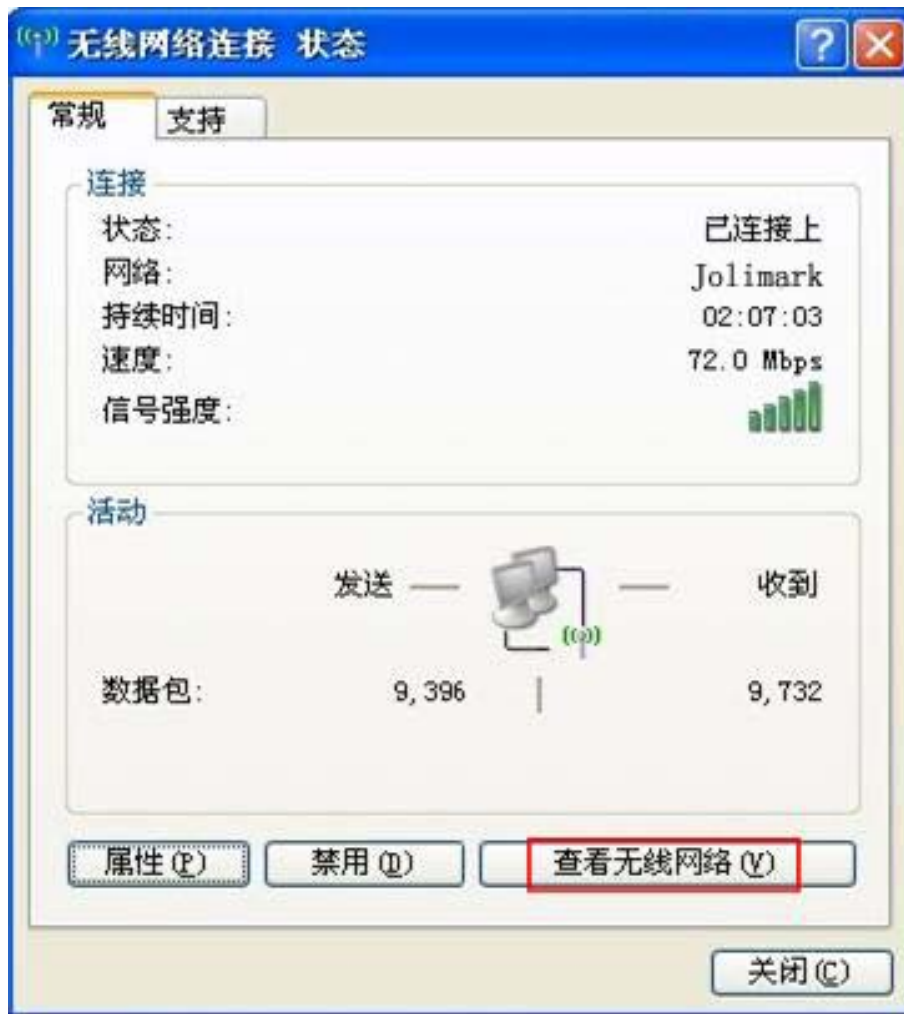 无线网络连接 状态
常规 支持
连接
状态: 已连接上
网络: Jolimark
持续时间: 02:07:03
速度: 72.0 Mbps
信号强度:
活动
发送 收到
数据包: 9,396 9,732
属性(P) 禁用(D) 查看无线网络(V)
关闭(C)